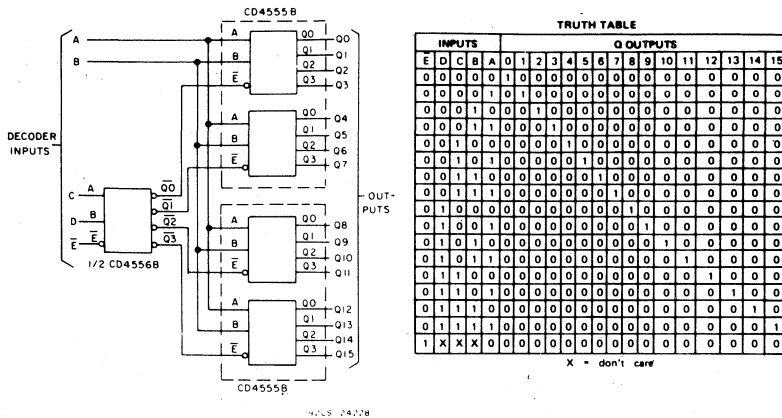 CD4555B
A
B
A
B
E
Q0
Q1
Q2
Q3
Q0
Q1
Q2
Q3
A
B
E
Q0
Q1
Q2
Q3
Q4
Q5
Q6
Q7
DECODER
INPUTS
C
D
E
A
B
E
Q0
Q1
Q2
Q3
1/2 CD4556B
OUT-
PUTS
A
B
E
Q0
Q1
Q2
Q3
Q8
Q9
Q10
Q11
A
B
E
Q0
Q1
Q2
Q3
Q12
Q13
Q14
Q15
CD4555B
TRUTH TABLE
INPUTS Q OUTPUTS
E D C B A 0 1 2 3 4 5 6 7 8 9 10 11 12 13 14 15
0 0 0 0 0 1 0 0 0 0 0 0 0 0 0 0 0 0 0 0 0
0 0 0 0 1 0 1 0 0 0 0 0 0 0 0 0 0 0 0 0 0
0 0 0 1 0 0 0 1 0 0 0 0 0 0 0 0 0 0 0 0 0
0 0 0 1 1 0 0 0 1 0 0 0 0 0 0 0 0 0 0 0 0
0 0 1 0 0 0 0 0 0 1 0 0 0 0 0 0 0 0 0 0 0
0 0 1 0 1 0 0 0 0 0 1 0 0 0 0 0 0 0 0 0 0
0 0 1 1 0 0 0 0 0 0 0 1 0 0 0 0 0 0 0 0 0
0 0 1 1 1 0 0 0 0 0 0 0 1 0 0 0 0 0 0 0 0
0 1 0 0 0 0 0 0 0 0 0 0 0 1 0 0 0 0 0 0 0
0 1 0 0 1 0 0 0 0 0 0 0 0 0 1 0 0 0 0 0 0
0 1 0 1 0 0 0 0 0 0 0 0 0 0 0 1 0 0 0 0 0
0 1 0 1 1 0 0 0 0 0 0 0 0 0 0 0 1 0 0 0 0
0 1 1 0 0 0 0 0 0 0 0 0 0 0 0 0 0 1 0 0 0
0 1 1 0 1 0 0 0 0 0 0 0 0 0 0 0 0 0 1 0 0
0 1 1 1 0 0 0 0 0 0 0 0 0 0 0 0 0 0 0 1 0
0 1 1 1 1 0 0 0 0 0 0 0 0 0 0 0 0 0 0 0 1
1 X X X X 0 0 0 0 0 0 0 0 0 0 0 0 0 0 0 0
X = don't care